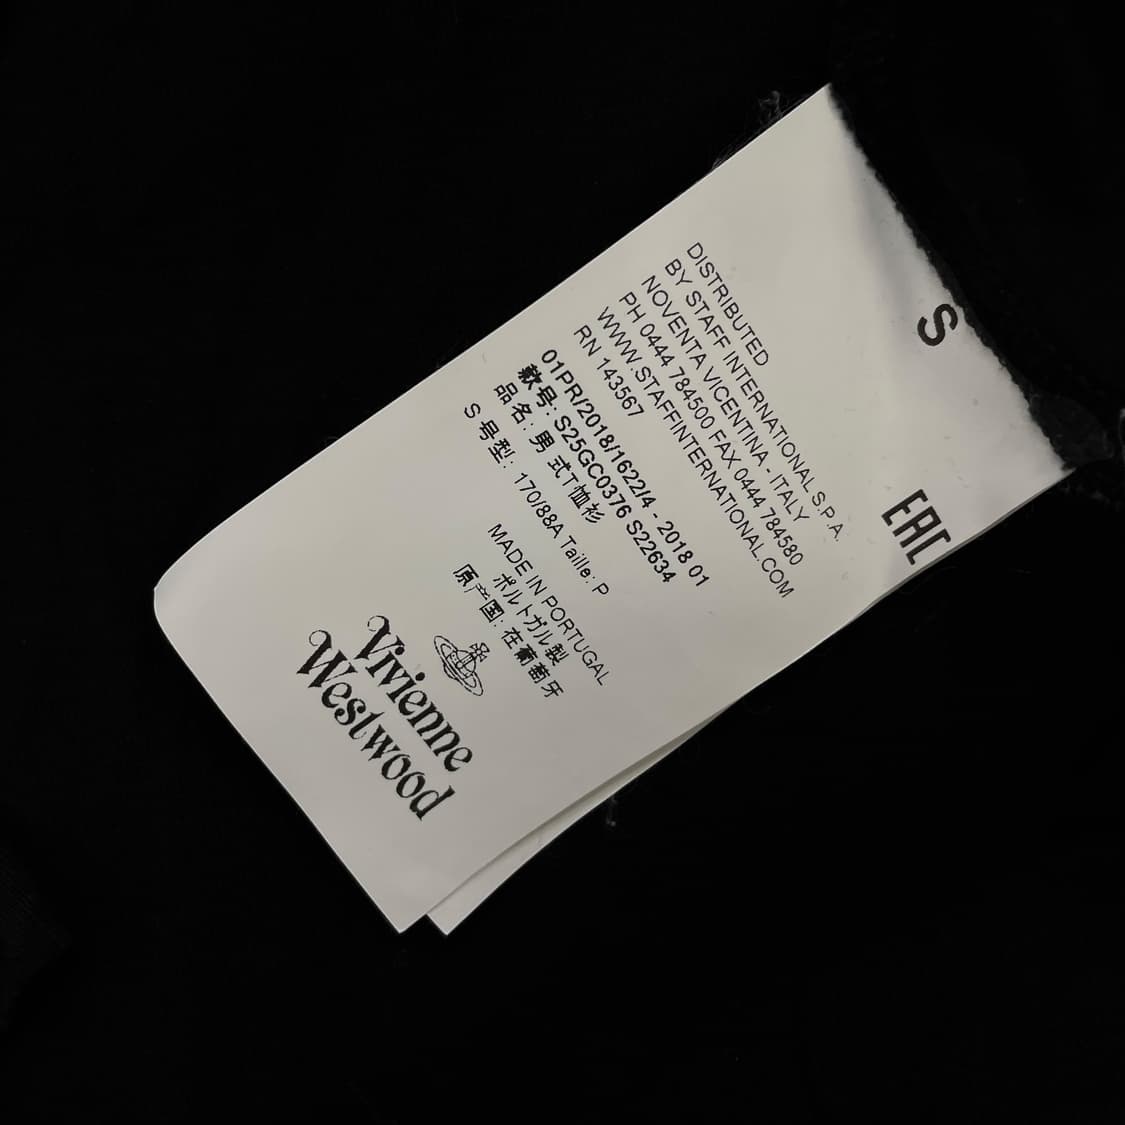 S
EAC
DISTRIBUTED
BY STAFF INTERNATIONAL S.P.A.
NOVENTA VICENTINA - ITALY
PH 0444 784500 FAX 0444 784580
WWW.STAFFINTERNATIONAL.COM
RN 143567
01PR/2018/1622/4 - 2018 01
款号: S25GC0376 S22634
品名: 男 式T恤衫
S 号型: 170/88A Taille: P
MADE IN PORTUGAL
ポルトガル製
原产国: 在葡萄牙
Vivienne
Westwood